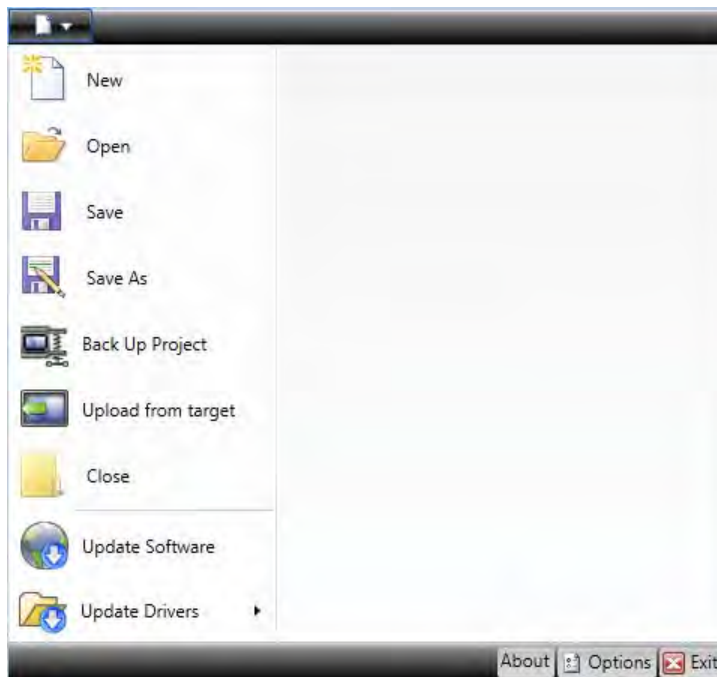 New
Open
Save
Save As
Back Up Project
Upload from target
Close
Update Software
Update Drivers
About Options Exit